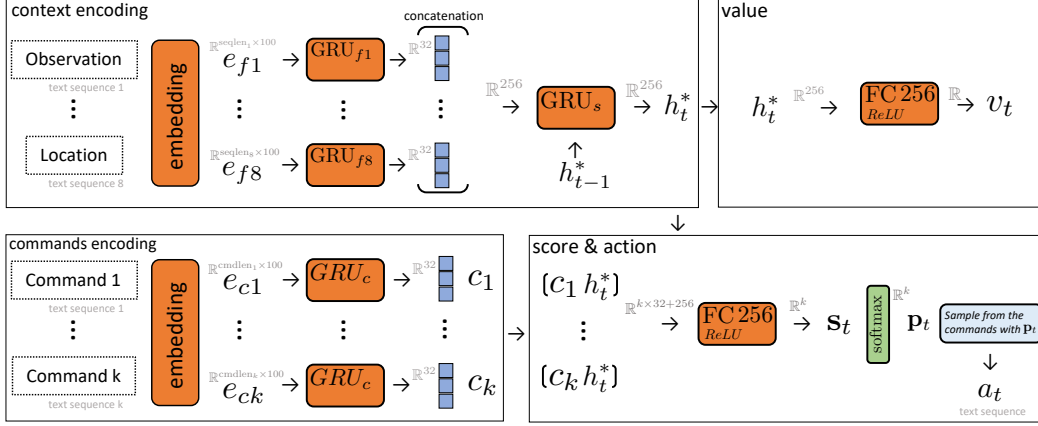 context encoding
concatenation
Observation
text sequence 1
⋮
Location
text sequence 8
embedding
ℝ^{seqlen₁×100}
e_{f1} → GRU_{f1} → ℝ^{32}
⋮ ⋮ ⋮
ℝ^{seqlen₈×100}
e_{f8} → GRU_{f8} → ℝ^{32}
ℝ^{256} → GRU_s → ℝ^{256} h*_t →
h*_{t−1}
value
h*_t ℝ^{256} → FC 256 ReLU → ℝ v_t
commands encoding
Command 1
text sequence 1
⋮
Command k
text sequence k
embedding
ℝ^{cmdlen₁×100}
e_{c1} → GRU_c → ℝ^{32} c_1
⋮ ⋮ ⋮
ℝ^{cmdlen_k×100}
e_{ck} → GRU_c → ℝ^{32} c_k
score & action
[c_1 h*_t]
⋮
[c_k h*_t]
ℝ^{k×32+256} → FC 256 ReLU → ℝ^k
s_t softmax ℝ^k p_t
Sample from the
commands with p_t
a_t
text sequence